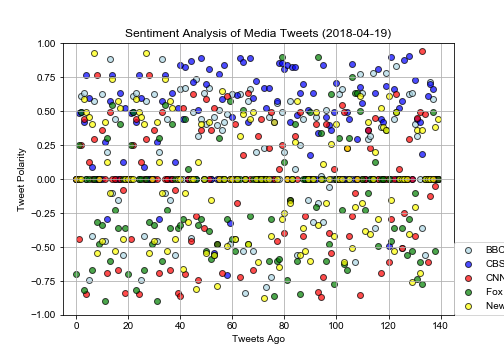 Sentiment Analysis of Media Tweets (2018-04-19)
1.00
0.75
0.50
0.25
0.00
−0.25
−0.50
−0.75
−1.00
Tweet Polarity
0 20 40 60 80 100 120 140
Tweets Ago
BBC
CBS
CNN
Fox
New